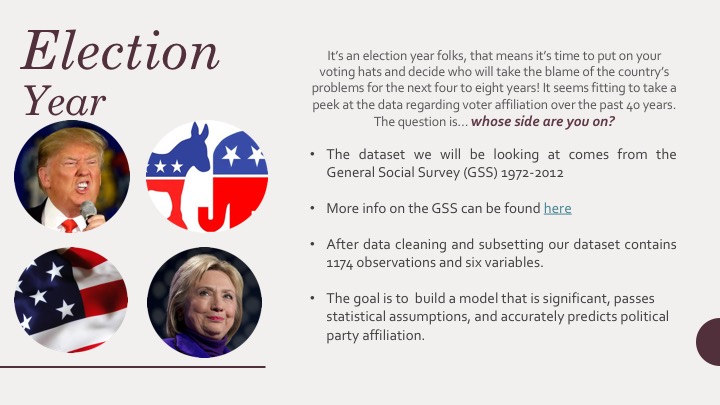 Election
Year
It's an election year folks, that means it's time to put on your
voting hats and decide who will take the blame of the country's
problems for the next four to eight years! It seems fitting to take a
peek at the data regarding voter affiliation over the past 40 years.
The question is... whose side are you on?
• The dataset we will be looking at comes from the
General Social Survey (GSS) 1972-2012
• More info on the GSS can be found here
• After data cleaning and subsetting our dataset contains
1174 observations and six variables.
• The goal is to build a model that is significant, passes
statistical assumptions, and accurately predicts political
party affiliation.